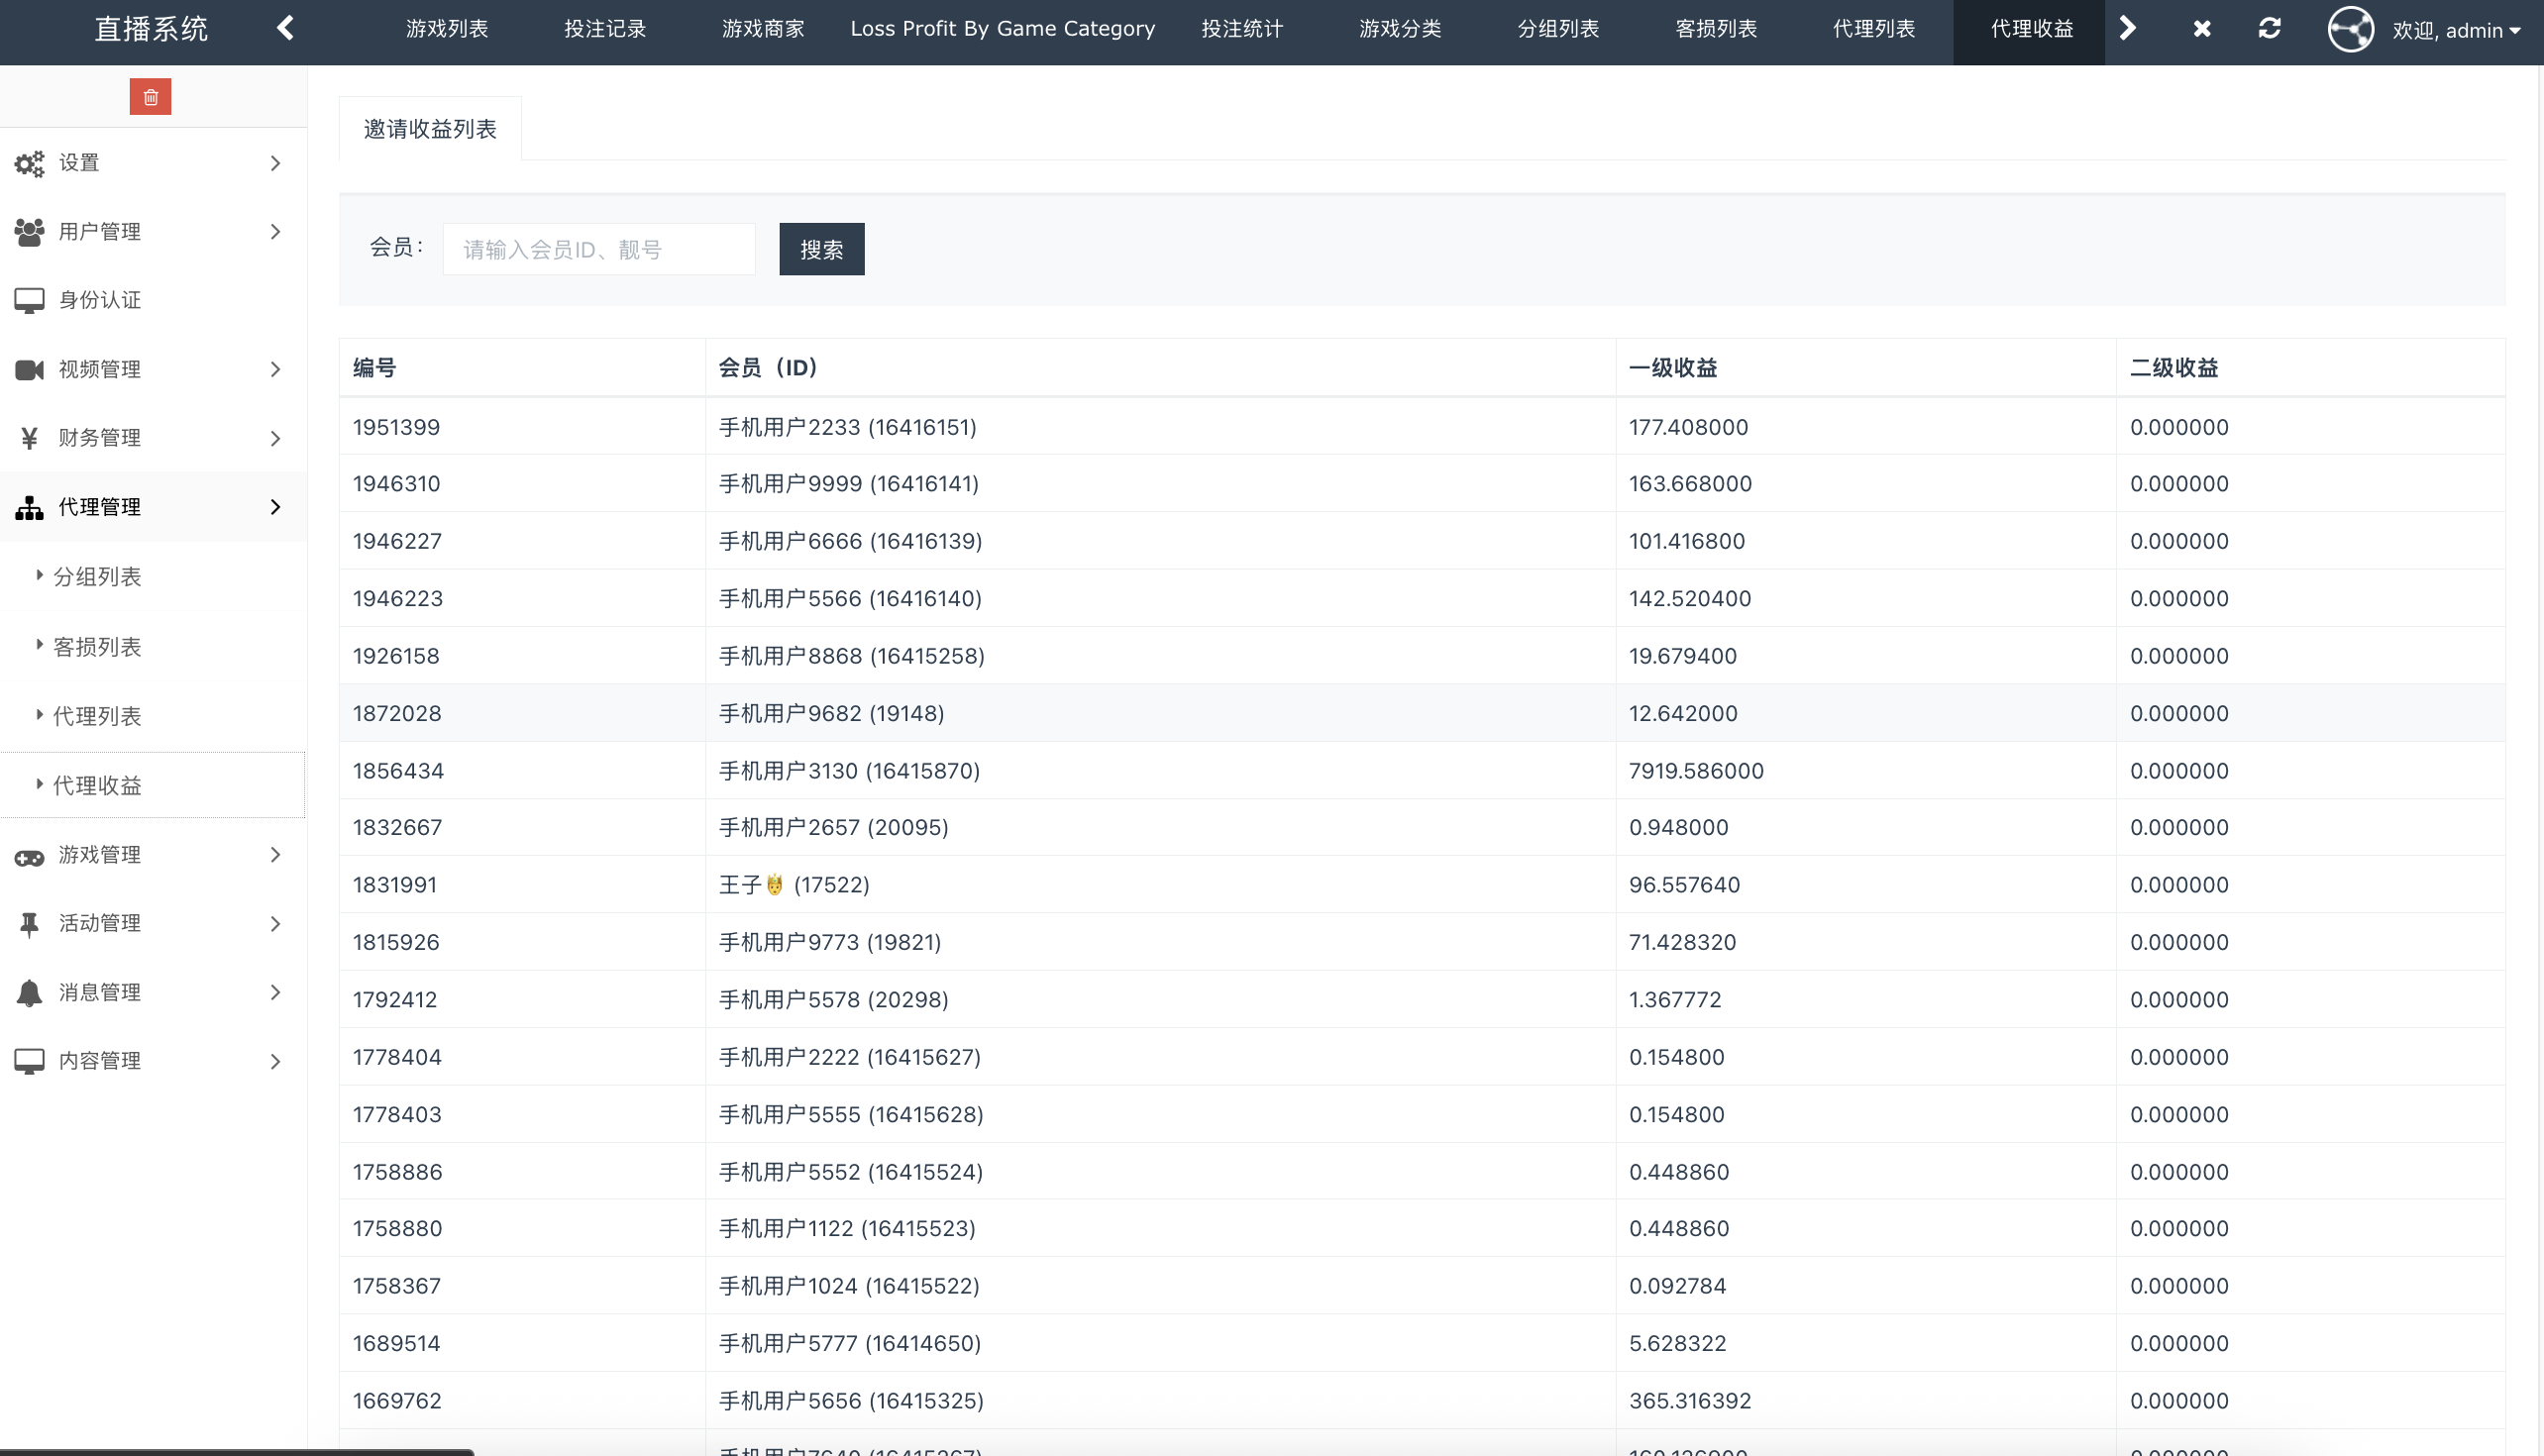 直播系统 游戏列表 投注记录 游戏商家 Loss Profit By Game Category 投注统计 游戏分类 分组列表 客损列表 代理列表 代理收益 欢迎, admin
设置
用户管理
身份认证
视频管理
财务管理
代理管理
分组列表
客损列表
代理列表
代理收益
游戏管理
活动管理
消息管理
内容管理
邀请收益列表
会员： 请输入会员ID、靓号 搜索
编号 会员（ID） 一级收益 二级收益
1951399 手机用户2233 (16416151) 177.408000 0.000000
1946310 手机用户9999 (16416141) 163.668000 0.000000
1946227 手机用户6666 (16416139) 101.416800 0.000000
1946223 手机用户5566 (16416140) 142.520400 0.000000
1926158 手机用户8868 (16415258) 19.679400 0.000000
1872028 手机用户9682 (19148) 12.642000 0.000000
1856434 手机用户3130 (16415870) 7919.586000 0.000000
1832667 手机用户2657 (20095) 0.948000 0.000000
1831991 王子🤴 (17522) 96.557640 0.000000
1815926 手机用户9773 (19821) 71.428320 0.000000
1792412 手机用户5578 (20298) 1.367772 0.000000
1778404 手机用户2222 (16415627) 0.154800 0.000000
1778403 手机用户5555 (16415628) 0.154800 0.000000
1758886 手机用户5552 (16415524) 0.448860 0.000000
1758880 手机用户1122 (16415523) 0.448860 0.000000
1758367 手机用户1024 (16415522) 0.092784 0.000000
1689514 手机用户5777 (16414650) 5.628322 0.000000
1669762 手机用户5656 (16415325) 365.316392 0.000000